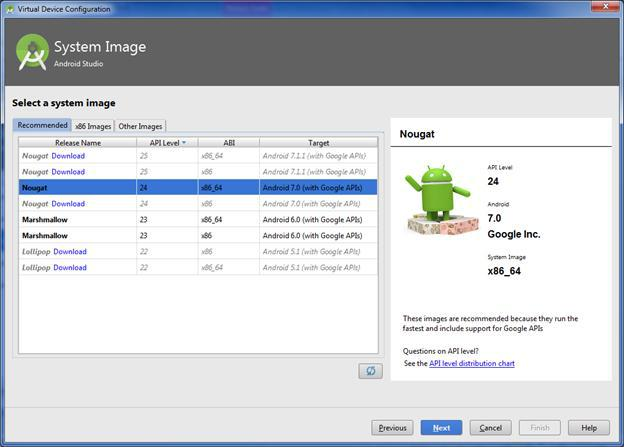 Virtual Device Configuration
System Image
Android Studio
Select a system image
Recommended x86 Images Other Images
Release Name API Level ABI Target
Nougat Download 25 x86_64 Android 7.1.1 (with Google APIs)
Nougat Download 25 x86 Android 7.1.1 (with Google APIs)
Nougat 24 x86_64 Android 7.0 (with Google APIs)
Nougat Download 24 x86 Android 7.0 (with Google APIs)
Marshmallow 23 x86_64 Android 6.0 (with Google APIs)
Marshmallow 23 x86 Android 6.0 (with Google APIs)
Lollipop Download 22 x86_64 Android 5.1 (with Google APIs)
Lollipop Download 22 x86 Android 5.1 (with Google APIs)
Nougat
API Level
24
Android
7.0
Google Inc.
System Image
x86_64
These images are recommended because they run the
fastest and include support for Google APIs
Questions on API level?
See the API level distribution chart
Previous Next Cancel Finish Help